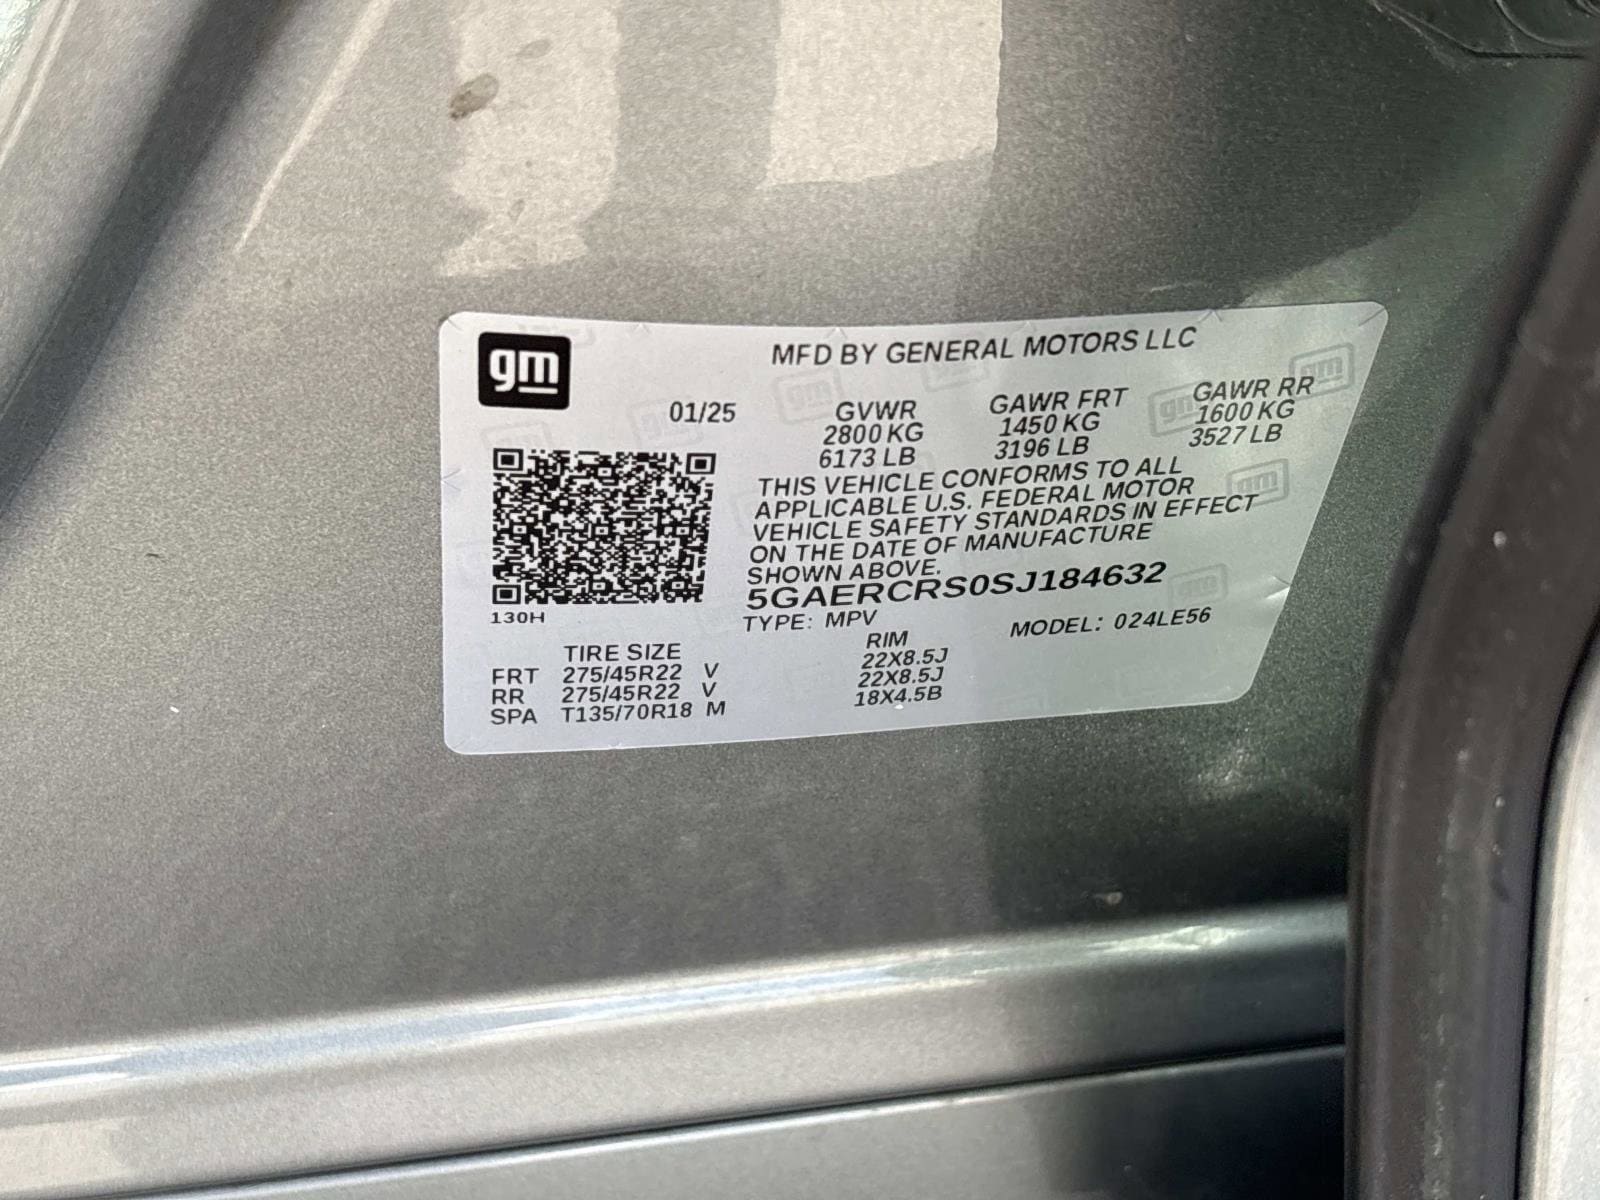 gm
MFD BY GENERAL MOTORS LLC
01/25 GVWR GAWR FRT GAWR RR
2800 KG 1450 KG 1600 KG
6173 LB 3196 LB 3527 LB
THIS VEHICLE CONFORMS TO ALL
APPLICABLE U.S. FEDERAL MOTOR
VEHICLE SAFETY STANDARDS IN EFFECT
ON THE DATE OF MANUFACTURE
SHOWN ABOVE.
5GAERCRS0SJ184632
130H
TYPE: MPV MODEL: 024LE56
TIRE SIZE RIM
FRT 275/45R22 V 22X8.5J
RR 275/45R22 V 22X8.5J
SPA T135/70R18 M 18X4.5B